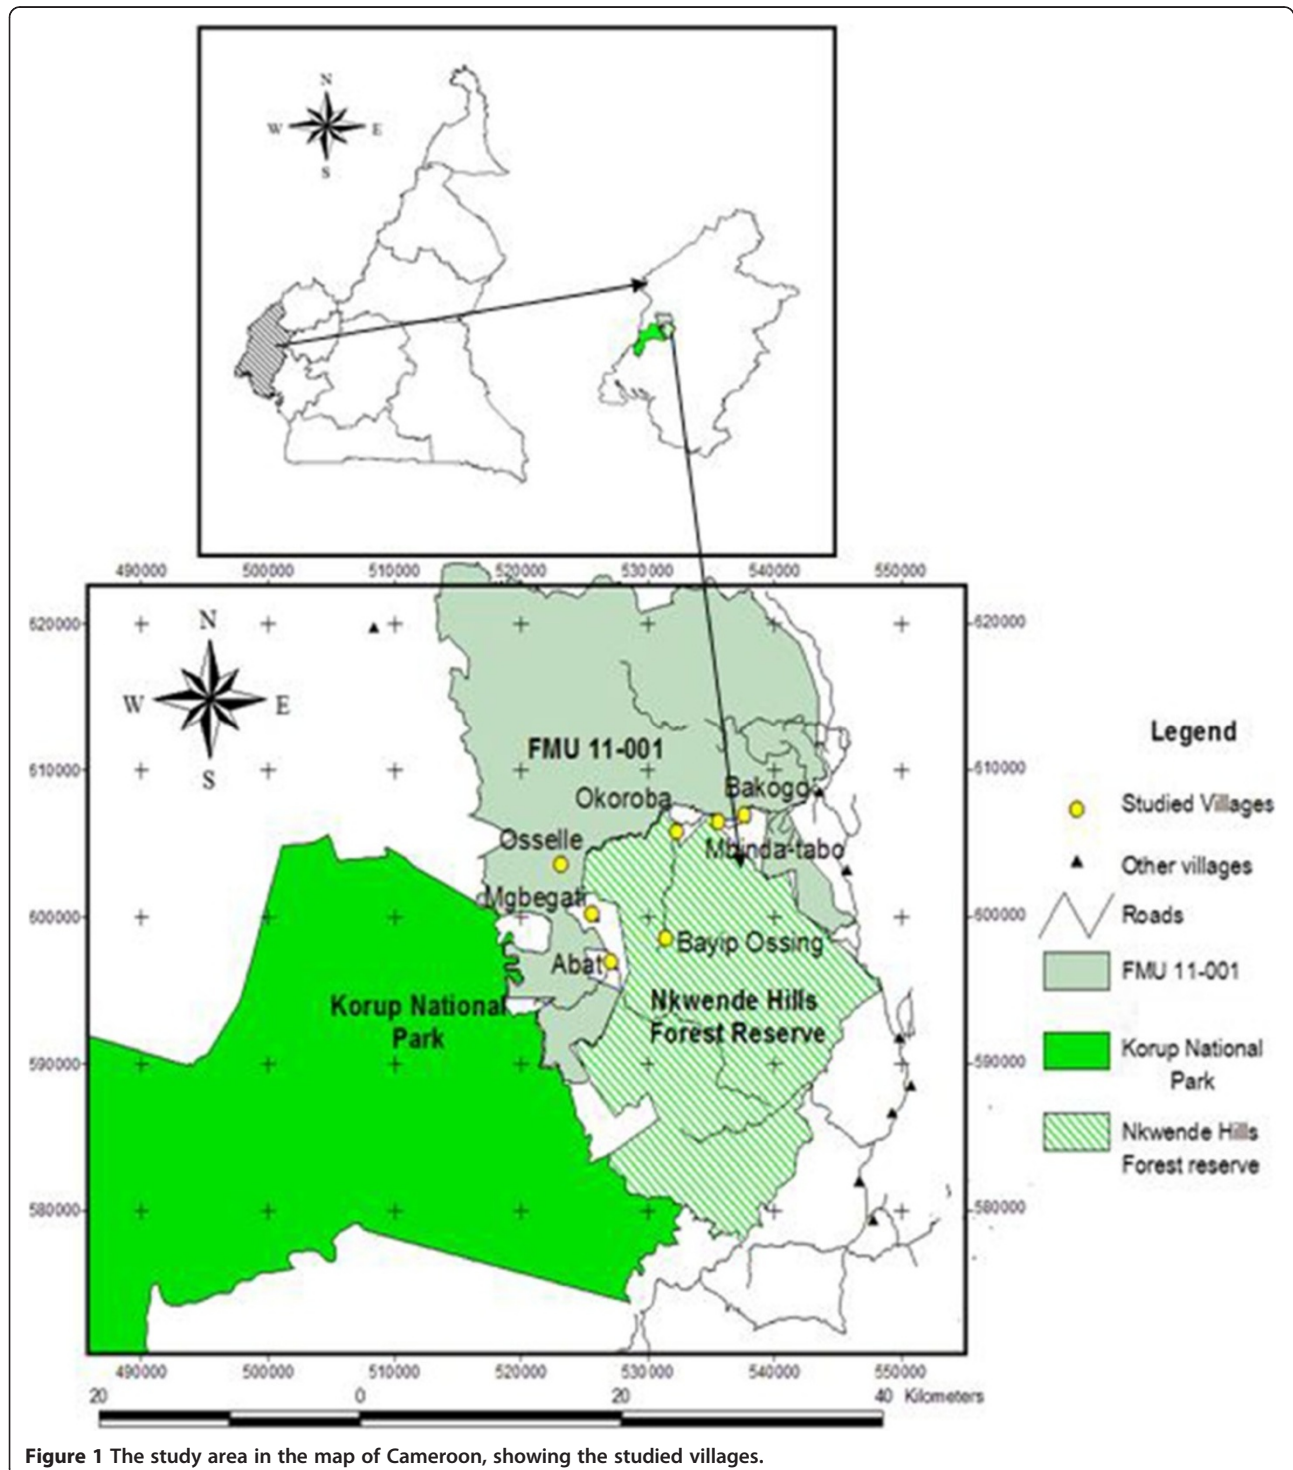 N
W E
S
490000 500000 510000 520000 530000 540000 550000
620000 620000
N
W E
S
FMU 11-001
610000 610000
Bakogo
Okoroba
Osselle
Mbinda-tabo
Mgbegati
600000 600000
Bayip Ossing
Abat
Korup National
Park
Nkwende Hills
Forest Reserve
590000 590000
580000 580000
490000 500000 510000 520000 530000 540000 550000
20 0 20 40 Kilometers
Legend
Studied Villages
Other villages
Roads
FMU 11-001
Korup National
Park
Nkwende Hills
Forest reserve
Figure 1 The study area in the map of Cameroon, showing the studied villages.